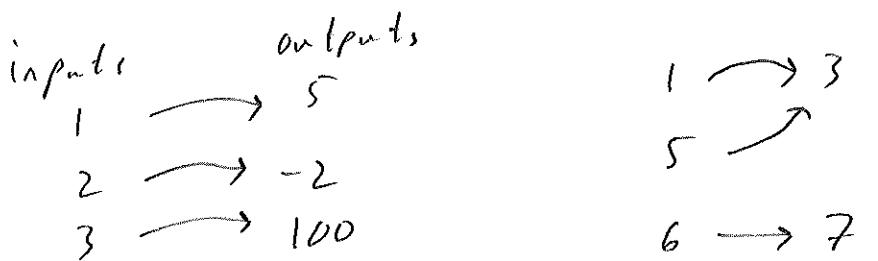 inputs outputs
1 → 5
2 → -2
3 → 100
1 → 3
5 →
6 → 7